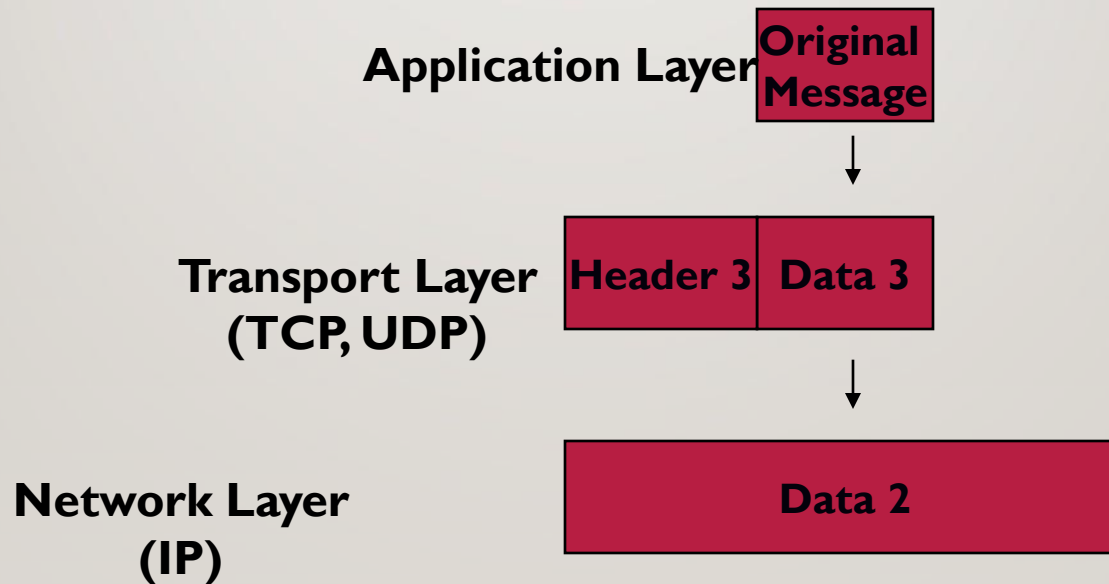 Application Layer
Original
Message
Transport Layer
(TCP, UDP)
Header 3
Data 3
Network Layer
(IP)
Data 2